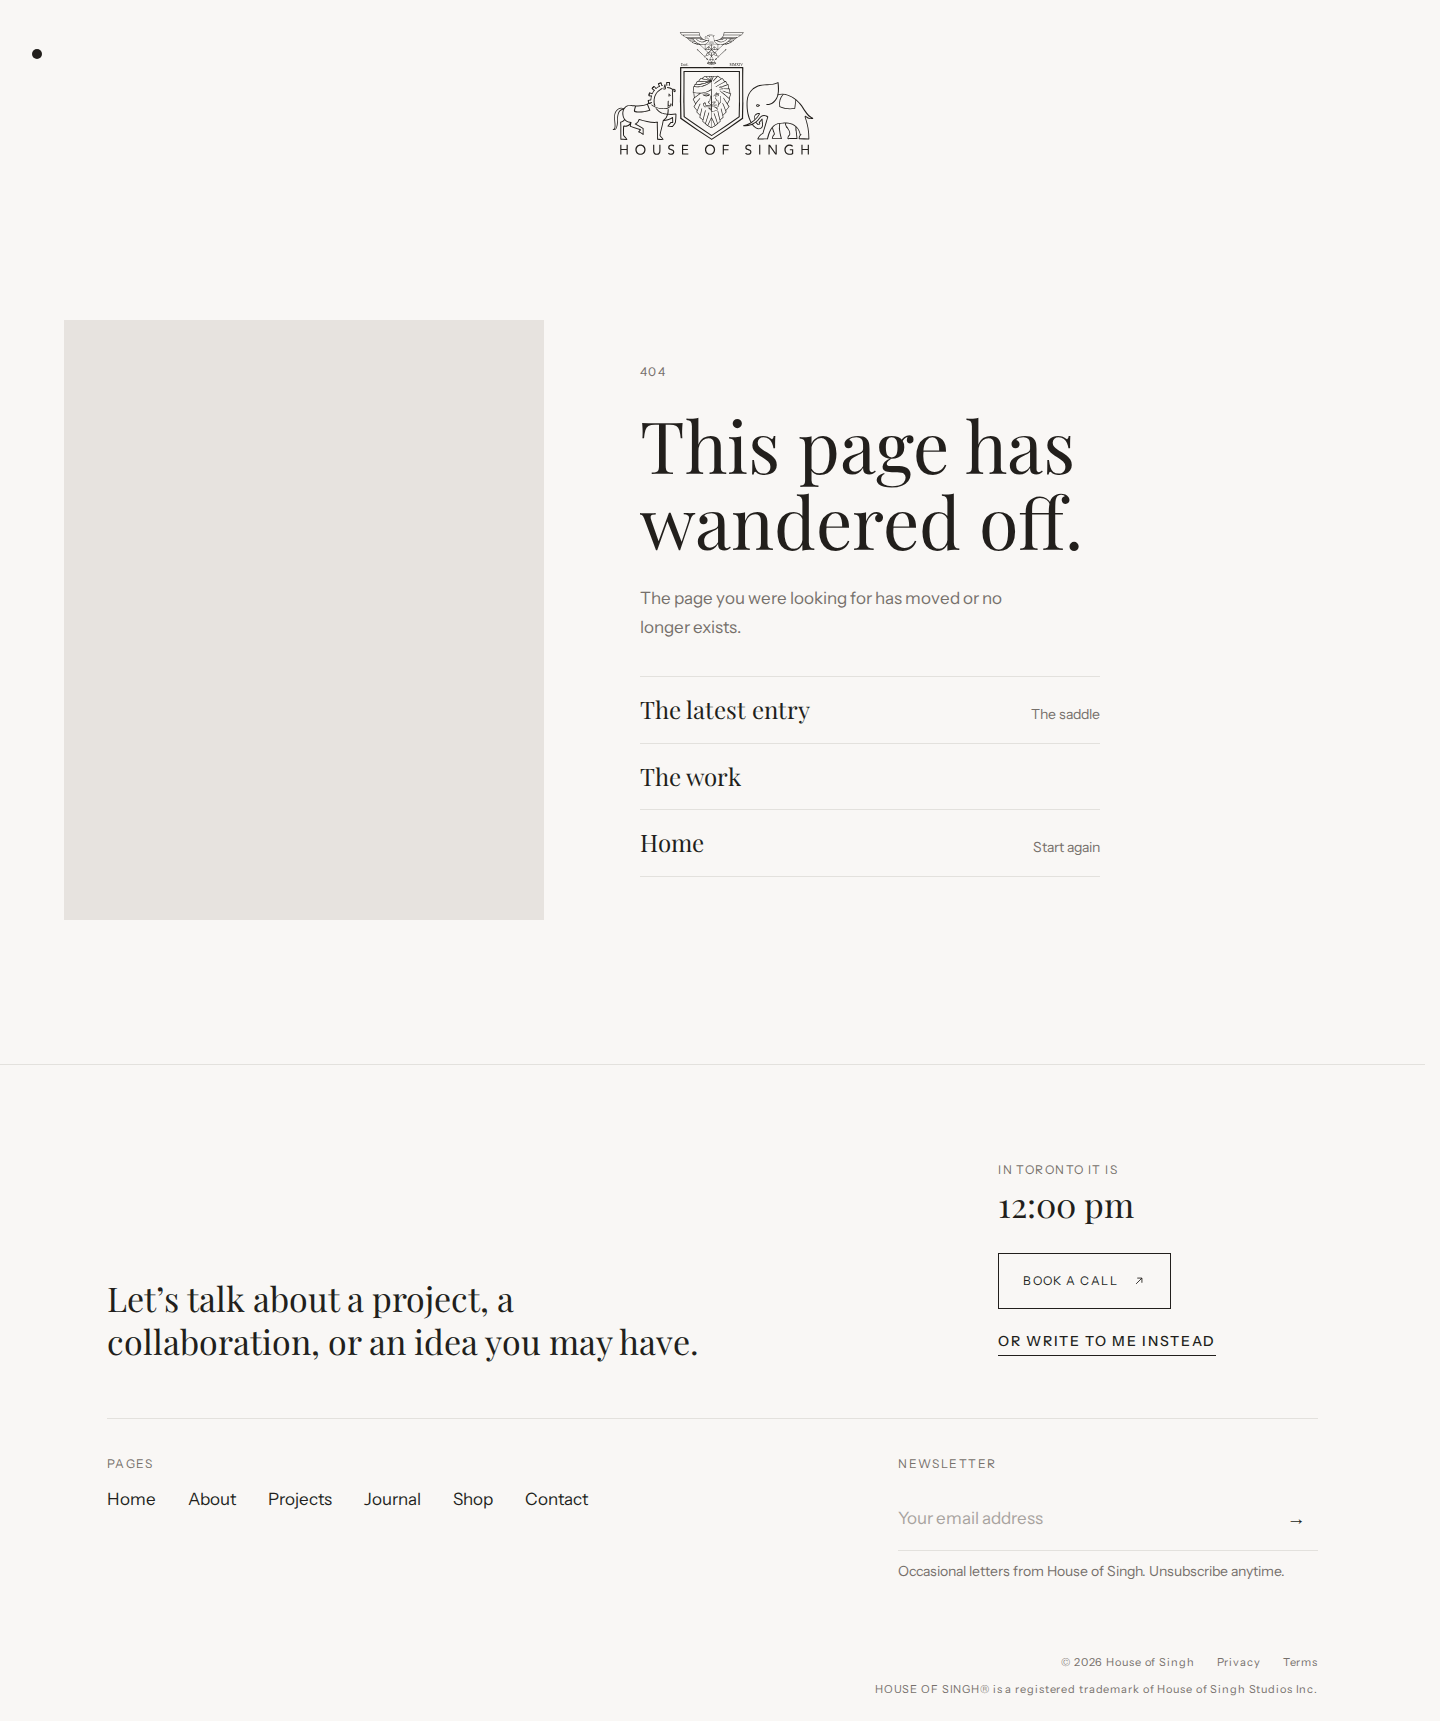 Est.
MMXIV
HOUSE OF SINGH
404
This page has
wandered off.
The page you were looking for has moved or no
longer exists.
The latest entry
The saddle
The work
Home
Start again
IN TORONTO IT IS
12:00 pm
BOOK A CALL ↗
OR WRITE TO ME INSTEAD
Let’s talk about a project, a
collaboration, or an idea you may have.
PAGES
Home About Projects Journal Shop Contact
NEWSLETTER
Your email address →
Occasional letters from House of Singh. Unsubscribe anytime.
© 2026 House of Singh Privacy Terms
HOUSE OF SINGH® is a registered trademark of House of Singh Studios Inc.